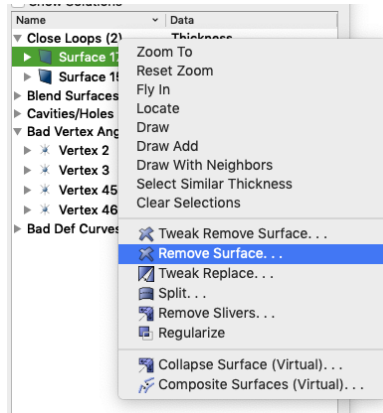 Show Solutions
Name Data
Close Loops (2) Thickness
Surface 17
Surface 15
Blend Surfaces
Cavities/Holes
Bad Vertex Ang
Vertex 2
Vertex 3
Vertex 45
Vertex 46
Bad Def Curves
Zoom To
Reset Zoom
Fly In
Locate
Draw
Draw Add
Draw With Neighbors
Select Similar Thickness
Clear Selections
Tweak Remove Surface. . .
Remove Surface. . .
Tweak Replace. . .
Split. . .
Remove Slivers. . .
Regularize
Collapse Surface (Virtual). . .
Composite Surfaces (Virtual). . .